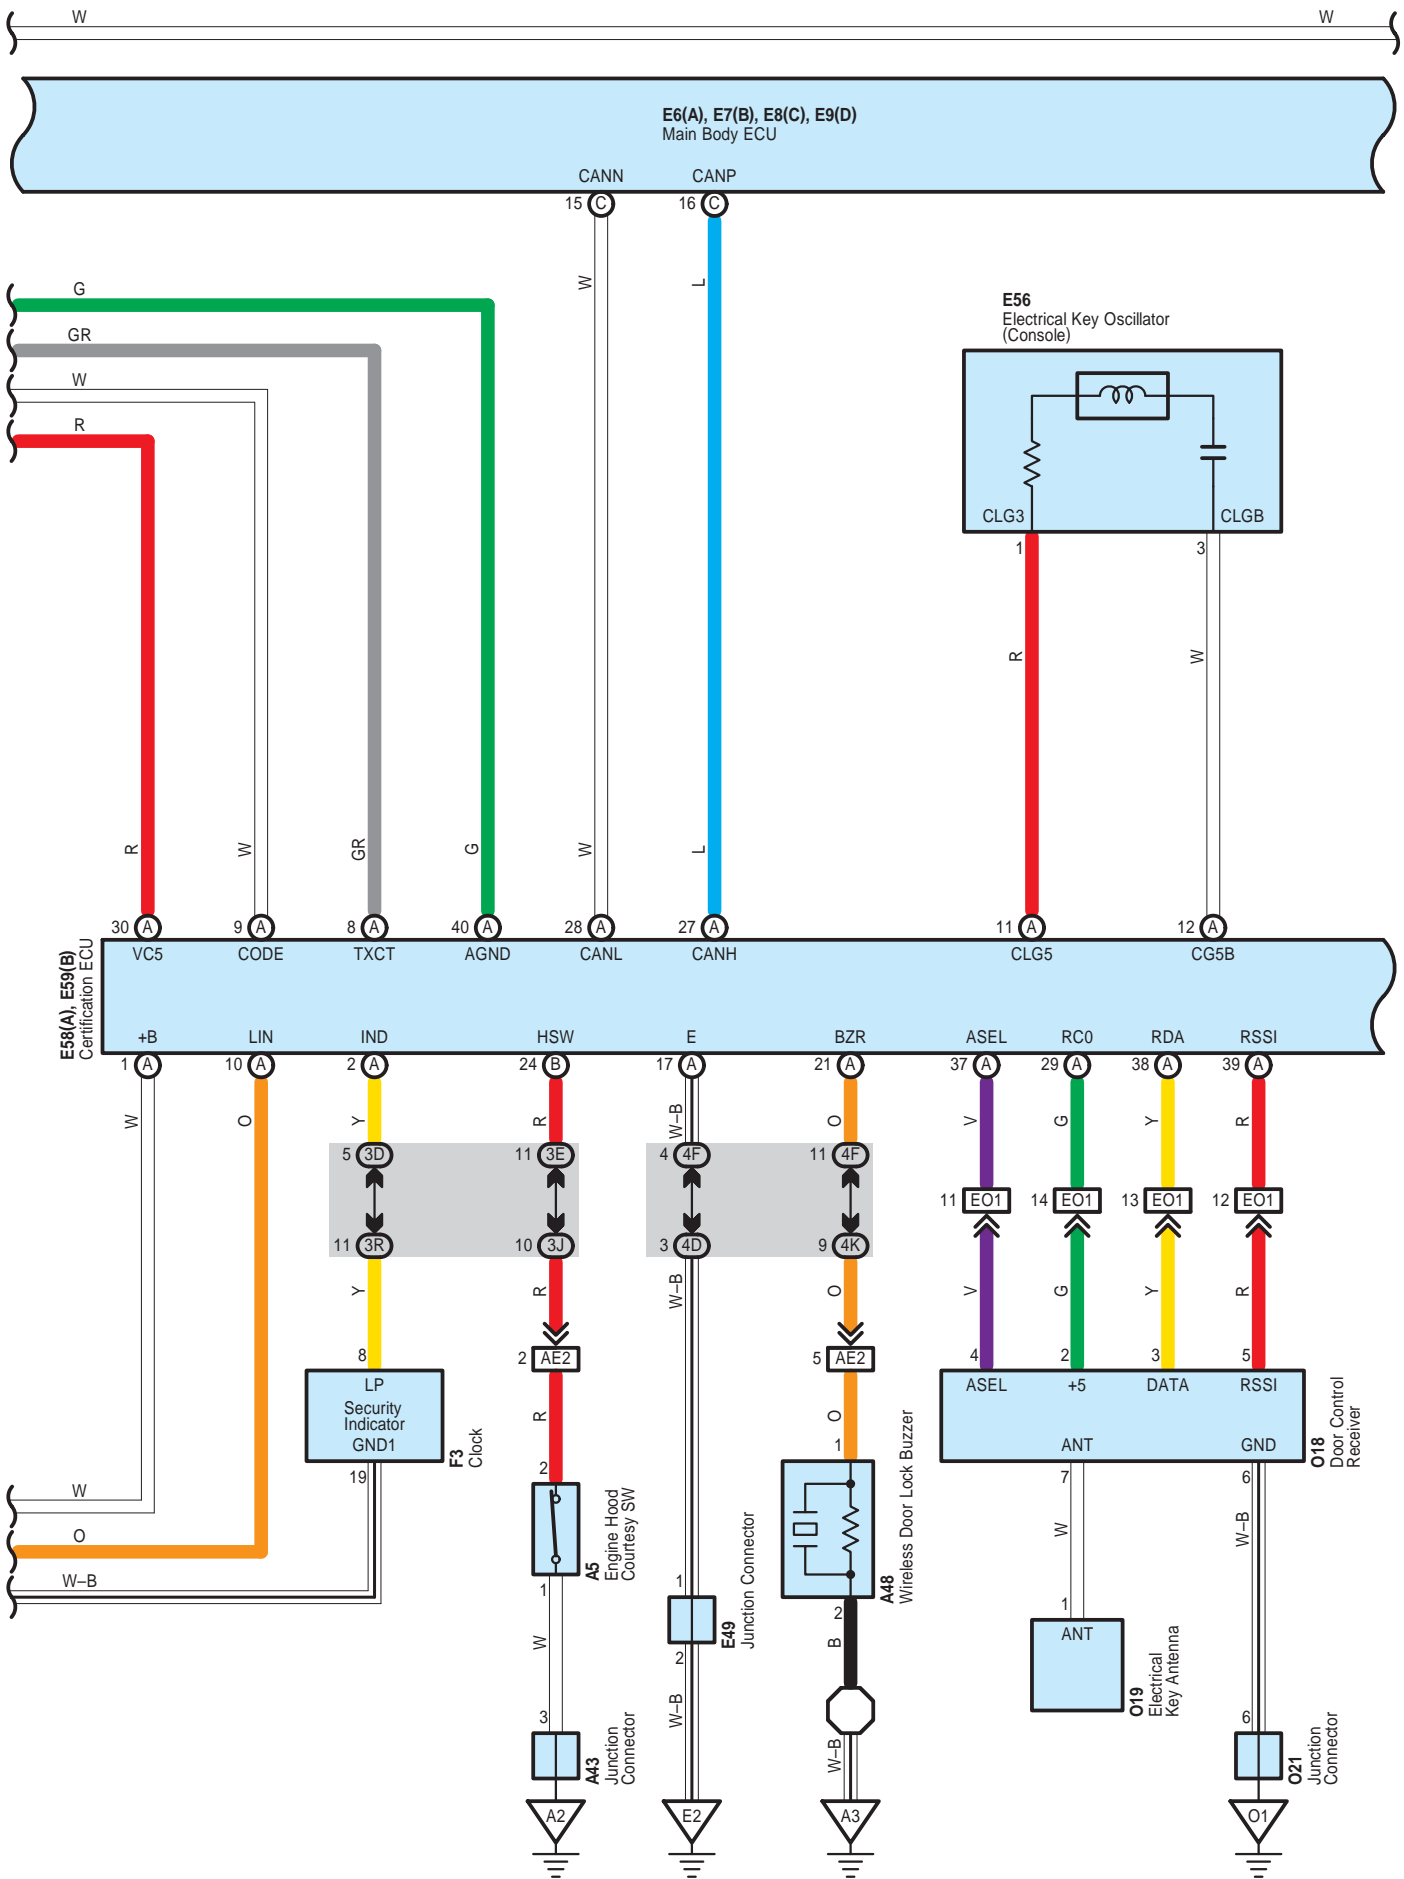 W W
E6(A), E7(B), E8(C), E9(D)
Main Body ECU
CANN CANP
15 C 16 C
W L
G
GR
W
R
E56
Electrical Key Oscillator
(Console)
CLG3 CLGB
1 3
R W
R W GR G W L
30 A 9 A 8 A 40 A 28 A 27 A 11 A 12 A
VC5 CODE TXCT AGND CANL CANH CLG5 CG5B
E58(A), E59(B)
Certification ECU
+B LIN IND HSW E BZR ASEL RC0 RDA RSSI
1 A 10 A 2 A 24 B 17 A 21 A 37 A 29 A 38 A 39 A
W O Y R W–B O V G Y R
5 3D 11 3E 4 4F 11 4F
11 EO1 14 EO1 13 EO1 12 EO1
11 3R 10 3J 3 4D 9 4K
Y R W–B O V G Y R
8 2 AE2 5 AE2 4 2 3 5
LP
Security
Indicator
GND1
F3
Clock
19
R O
ASEL +5 DATA RSSI
ANT GND
O18
Door Control
Receiver
7 6
W W–B
2 1
A5
Engine Hood
Courtesy SW
1
W
A48
Wireless Door Lock Buzzer
2
B
W
O
W–B
1
E49
Junction Connector
2
W–B
1
ANT
O19
Electrical
Key Antenna
3
A43
Junction
Connector
W–B
6
O21
Junction
Connector
A2 E2 A3 O1